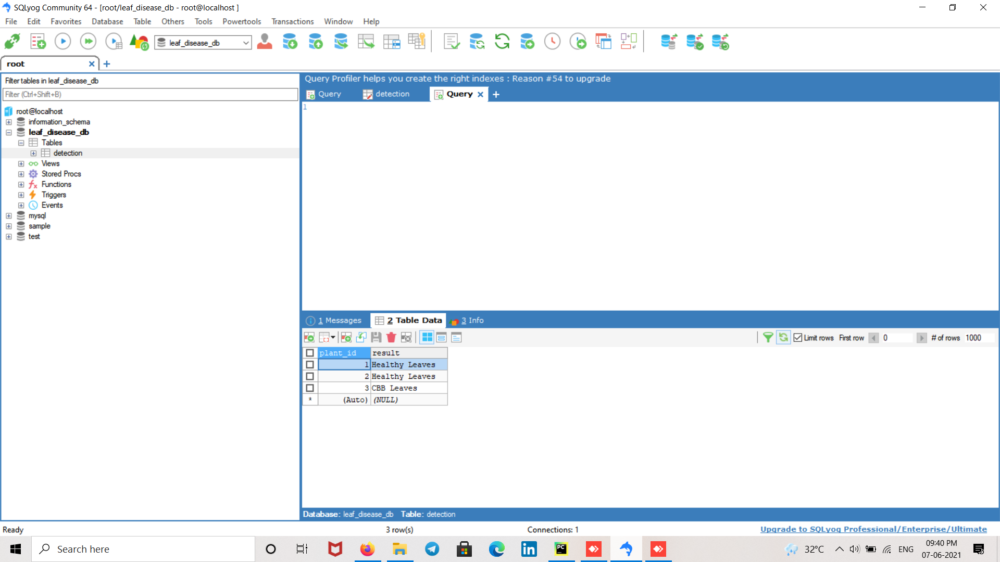 SQLyog Community 64 - [root/leaf_disease_db - root@localhost ]
File Edit Favorites Database Table Others Tools Powertools Transactions Window Help
leaf_disease_db
root
Filter tables in leaf_disease_db
Filter (Ctrl+Shift+B)
root@localhost
information_schema
leaf_disease_db
Tables
detection
Views
Stored Procs
Functions
Triggers
Events
mysql
sample
test
Query Profiler helps you create the right indexes : Reason #54 to upgrade
Query detection Query
1
1 Messages 2 Table Data 3 Info
Limit rows First row 0 # of rows 1000
plant_id result
1 Healthy Leaves
2 Healthy Leaves
3 CBB Leaves
* (Auto) (NULL)
Database: leaf_disease_db Table: detection
Ready 3 row(s) Connections: 1 Upgrade to SQLyog Professional/Enterprise/Ultimate
Search here
PC
32°C ENG
09:40 PM
07-06-2021